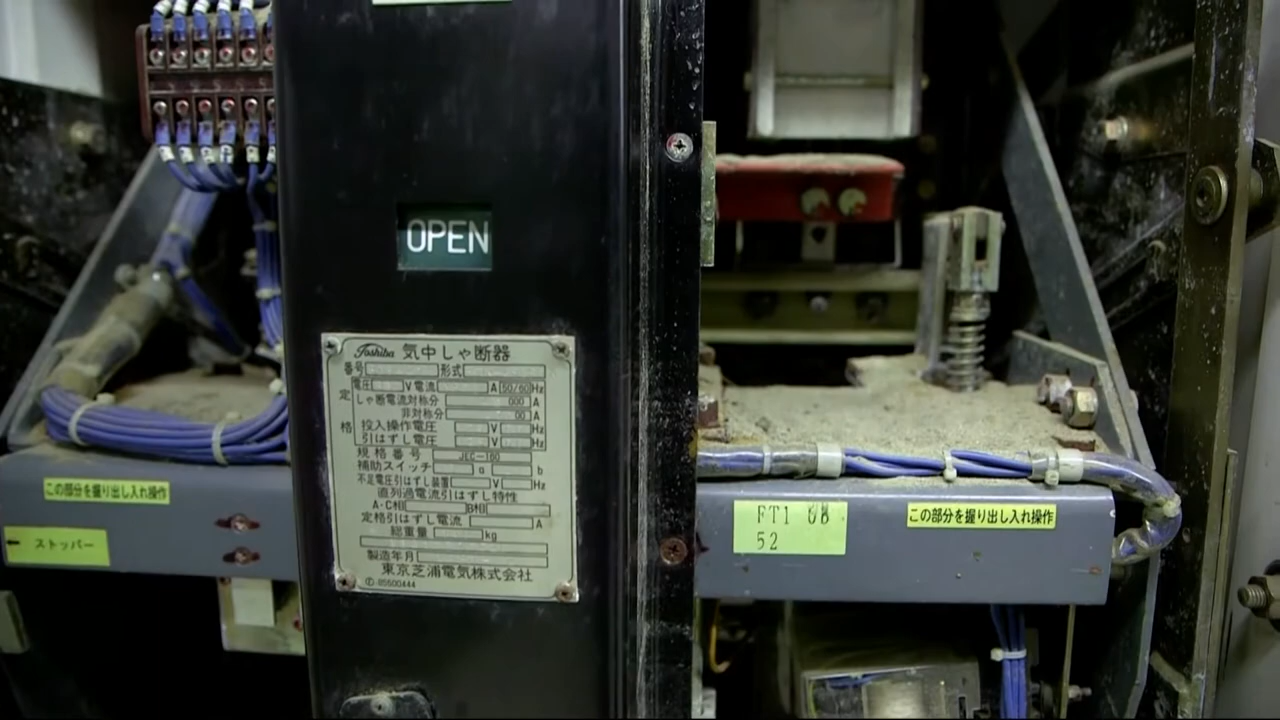 OPEN
Toshiba 気中しゃ断器
番号 形式
定格
電圧 V 電流 A 50/60 Hz
しゃ断電流対称分 000 A
非対称分 00 A
投入操作電圧 V Hz
引はずし電圧 V Hz
規格番号 JEC-160
補助スイッチ a b
不足電圧引はずし装置 V Hz
直列過電流引はずし特性
A・C相 B相
定格引はずし電流 A
総重量 kg
製造年月
東京芝浦電気株式会社
© 85500444
この部分を握り出し入れ操作
← ストッパー
FT1 0B
52
この部分を握り出し入れ操作